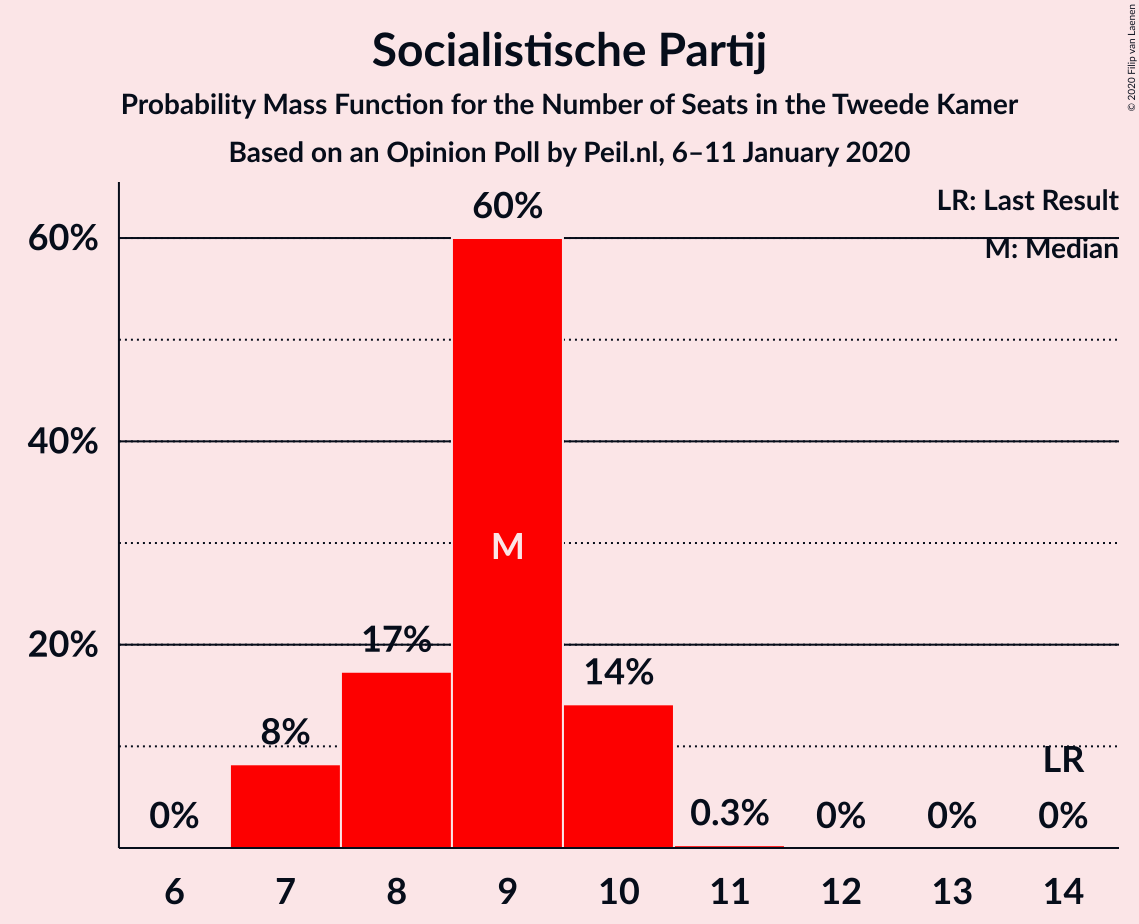 Socialistische Partij
Probability Mass Function for the Number of Seats in the Tweede Kamer
Based on an Opinion Poll by Peil.nl, 6–11 January 2020
© 2020 Filip van Laenen
LR: Last Result
M: Median
60%
40%
20%
0%
8%
17%
60%
M
14%
0.3%
0%
0%
LR
0%
6 7 8 9 10 11 12 13 14